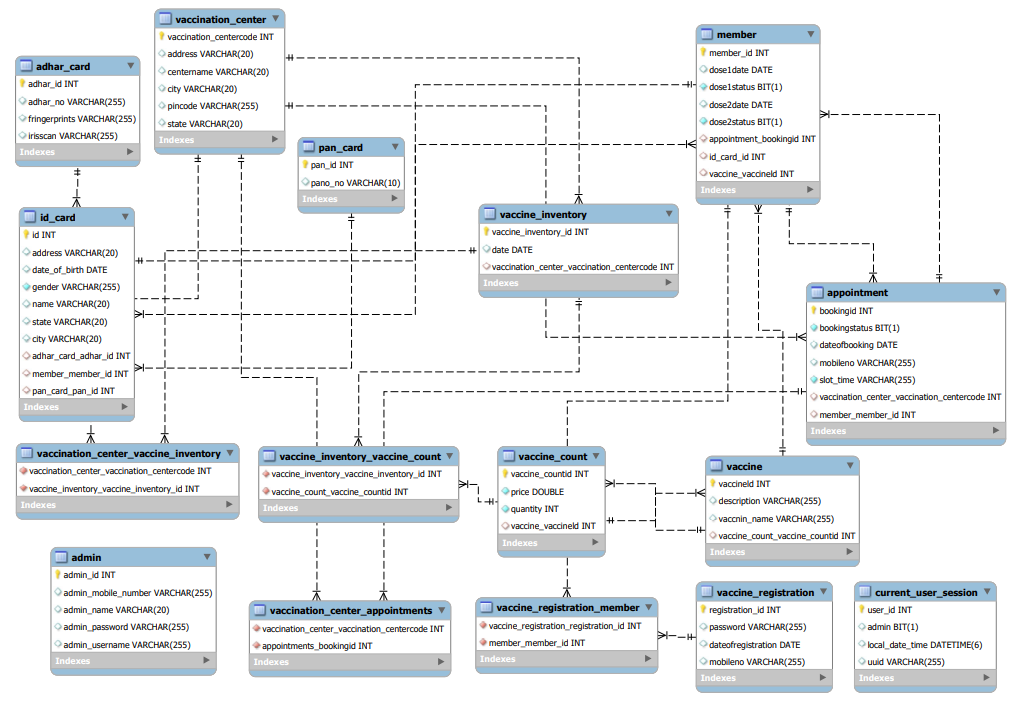 vaccination_center
vaccination_centercode INT
address VARCHAR(20)
centername VARCHAR(20)
city VARCHAR(20)
pincode VARCHAR(255)
state VARCHAR(20)
Indexes
member
member_id INT
dose1date DATE
dose1status BIT(1)
dose2date DATE
dose2status BIT(1)
appointment_bookingid INT
id_card_id INT
vaccine_vaccineId INT
Indexes
adhar_card
adhar_id INT
adhar_no VARCHAR(255)
fringerprints VARCHAR(255)
irisscan VARCHAR(255)
Indexes
pan_card
pan_id INT
pano_no VARCHAR(10)
Indexes
id_card
id INT
address VARCHAR(20)
date_of_birth DATE
gender VARCHAR(255)
name VARCHAR(20)
state VARCHAR(20)
city VARCHAR(20)
adhar_card_adhar_id INT
member_member_id INT
pan_card_pan_id INT
Indexes
vaccine_inventory
vaccine_inventory_id INT
date DATE
vaccination_center_vaccination_centercode INT
Indexes
appointment
bookingid INT
bookingstatus BIT(1)
dateofbooking DATE
mobileno VARCHAR(255)
slot_time VARCHAR(255)
vaccination_center_vaccination_centercode INT
member_member_id INT
Indexes
vaccination_center_vaccine_inventory
vaccination_center_vaccination_centercode INT
vaccine_inventory_vaccine_inventory_id INT
Indexes
vaccine_inventory_vaccine_count
vaccine_inventory_vaccine_inventory_id INT
vaccine_count_vaccine_countid INT
Indexes
vaccine_count
vaccine_countid INT
price DOUBLE
quantity INT
vaccine_vaccineId INT
Indexes
vaccine
vaccineId INT
description VARCHAR(255)
vaccnin_name VARCHAR(255)
vaccine_count_vaccine_countid INT
Indexes
admin
admin_id INT
admin_mobile_number VARCHAR(255)
admin_name VARCHAR(20)
admin_password VARCHAR(255)
admin_username VARCHAR(255)
Indexes
vaccination_center_appointments
vaccination_center_vaccination_centercode INT
appointments_bookingid INT
Indexes
vaccine_registration_member
vaccine_registration_registration_id INT
member_member_id INT
Indexes
vaccine_registration
registration_id INT
password VARCHAR(255)
dateofregistration DATE
mobileno VARCHAR(255)
Indexes
current_user_session
user_id INT
admin BIT(1)
local_date_time DATETIME(6)
uuid VARCHAR(255)
Indexes